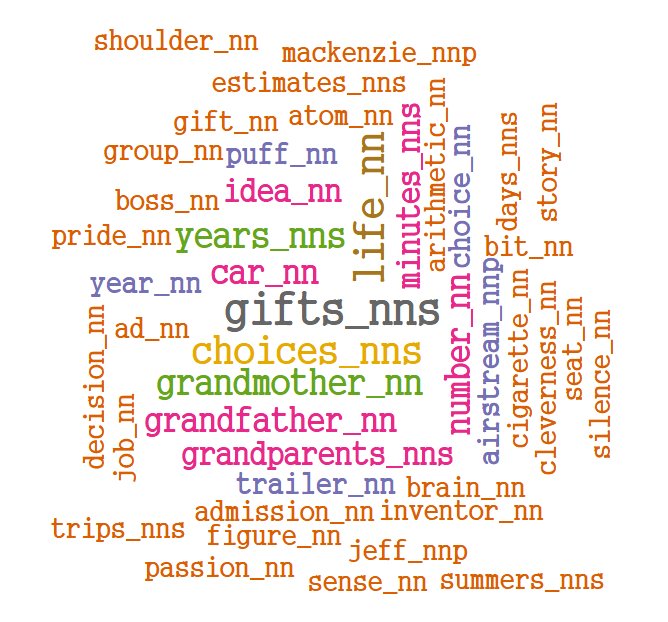 shoulder_nn
mackenzie_nnp
estimates_nns
gift_nn
atom_nn
group_nn
puff_nn
boss_nn
idea_nn
pride_nn
years_nns
year_nn
car_nn
life_nn
minutes_nns
arithmetic_nn
choice_nn
days_nns
story_nn
bit_nn
gifts_nns
ad_nn
choices_nns
grandmother_nn
decision_nn
job_nn
grandfather_nn
grandparents_nns
number_nn
airstream_nnp
cigarette_nn
cleverness_nn
seat_nn
silence_nn
trailer_nn
brain_nn
admission_nn
inventor_nn
trips_nns
figure_nn
jeff_nnp
passion_nn
sense_nn
summers_nns